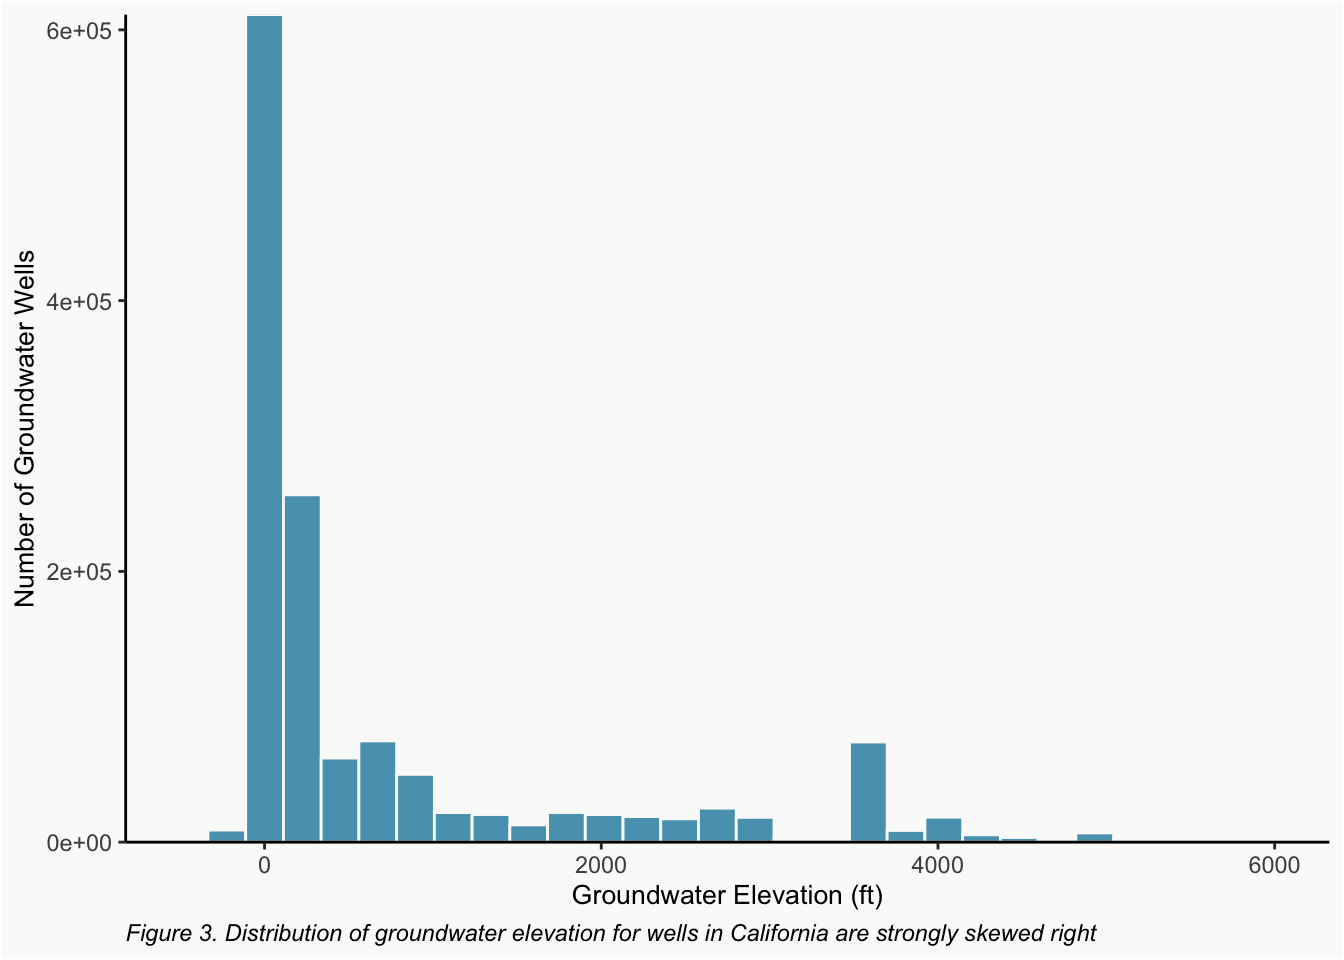 6e+05
4e+05
2e+05
0e+00
Number of Groundwater Wells
0 2000 4000 6000
Groundwater Elevation (ft)
Figure 3. Distribution of groundwater elevation for wells in California are strongly skewed right